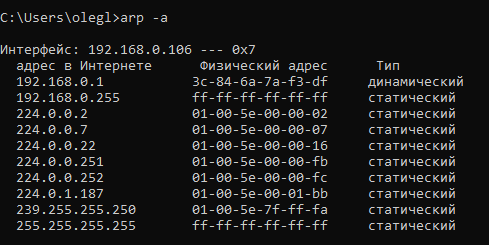 C:\Users\olegl>arp -a
Интерфейс: 192.168.0.106 --- 0x7
адрес в Интернете Физический адрес Тип
192.168.0.1 3c-84-6a-7a-f3-df динамический
192.168.0.255 ff-ff-ff-ff-ff-ff статический
224.0.0.2 01-00-5e-00-00-02 статический
224.0.0.7 01-00-5e-00-00-07 статический
224.0.0.22 01-00-5e-00-00-16 статический
224.0.0.251 01-00-5e-00-00-fb статический
224.0.0.252 01-00-5e-00-00-fc статический
224.0.1.187 01-00-5e-00-01-bb статический
239.255.255.250 01-00-5e-7f-ff-fa статический
255.255.255.255 ff-ff-ff-ff-ff-ff статический